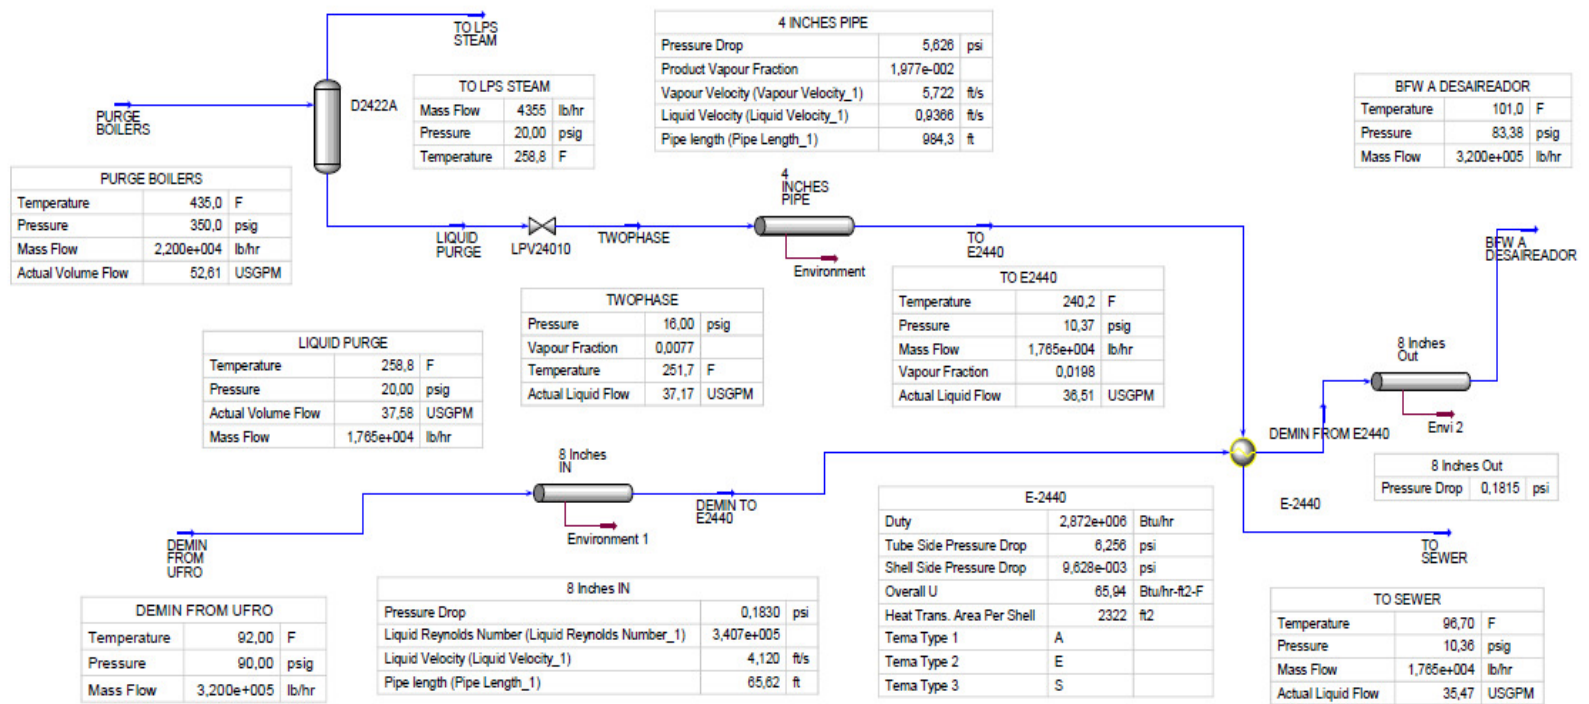 TO LPS
STEAM
D2422A
PURGE
BOILERS
TO LPS STEAM
Mass Flow 4355 lb/hr
Pressure 20,00 psig
Temperature 258,8 F
4 INCHES PIPE
Pressure Drop 5,626 psi
Product Vapour Fraction 1,977e-002
Vapour Velocity (Vapour Velocity_1) 5,722 ft/s
Liquid Velocity (Liquid Velocity_1) 0,9366 ft/s
Pipe length (Pipe Length_1) 984,3 ft
BFW A DESAIREADOR
Temperature 101,0 F
Pressure 83,38 psig
Mass Flow 3,200e+005 lb/hr
PURGE BOILERS
Temperature 435,0 F
Pressure 350,0 psig
Mass Flow 2,200e+004 lb/hr
Actual Volume Flow 52,61 USGPM
LIQUID
PURGE
LPV24010
TWOPHASE
4
INCHES
PIPE
Environment
TO
E2440
BFW A
DESAIREADOR
LIQUID PURGE
Temperature 258,8 F
Pressure 20,00 psig
Actual Volume Flow 37,58 USGPM
Mass Flow 1,765e+004 lb/hr
TWOPHASE
Pressure 16,00 psig
Vapour Fraction 0,0077
Temperature 251,7 F
Actual Liquid Flow 37,17 USGPM
TO E2440
Temperature 240,2 F
Pressure 10,37 psig
Mass Flow 1,765e+004 lb/hr
Vapour Fraction 0,0198
Actual Liquid Flow 36,51 USGPM
8 Inches
Out
Envi 2
DEMIN FROM E2440
8 Inches Out
Pressure Drop 0,1815 psi
8 Inches
IN
Environment 1
DEMIN TO
E2440
DEMIN
FROM
UFRO
E-2440
TO
SEWER
DEMIN FROM UFRO
Temperature 92,00 F
Pressure 90,00 psig
Mass Flow 3,200e+005 lb/hr
8 Inches IN
Pressure Drop 0,1830 psi
Liquid Reynolds Number (Liquid Reynolds Number_1) 3,407e+005
Liquid Velocity (Liquid Velocity_1) 4,120 ft/s
Pipe length (Pipe Length_1) 65,62 ft
E-2440
Duty 2,872e+006 Btu/hr
Tube Side Pressure Drop 6,256 psi
Shell Side Pressure Drop 9,628e-003 psi
Overall U 65,94 Btu/hr-ft2-F
Heat Trans. Area Per Shell 2322 ft2
Tema Type 1 A
Tema Type 2 E
Tema Type 3 S
TO SEWER
Temperature 96,70 F
Pressure 10,36 psig
Mass Flow 1,765e+004 lb/hr
Actual Liquid Flow 35,47 USGPM